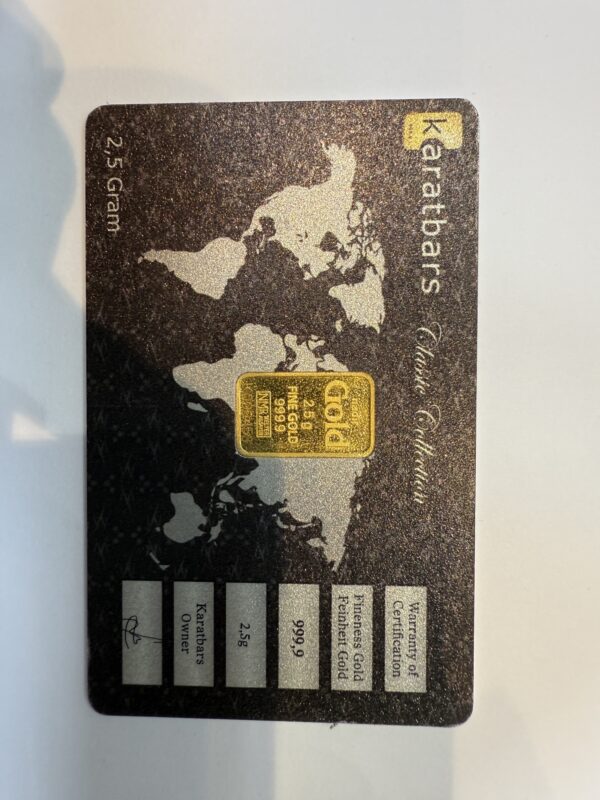 karatbars
Classic Collection
Gold
2,5 g
FINE GOLD
999.9
2,5 Gram
Warranty of
Certification
Fineness Gold
Feinheit Gold
999,9
2,5g
Karatbars
Owner